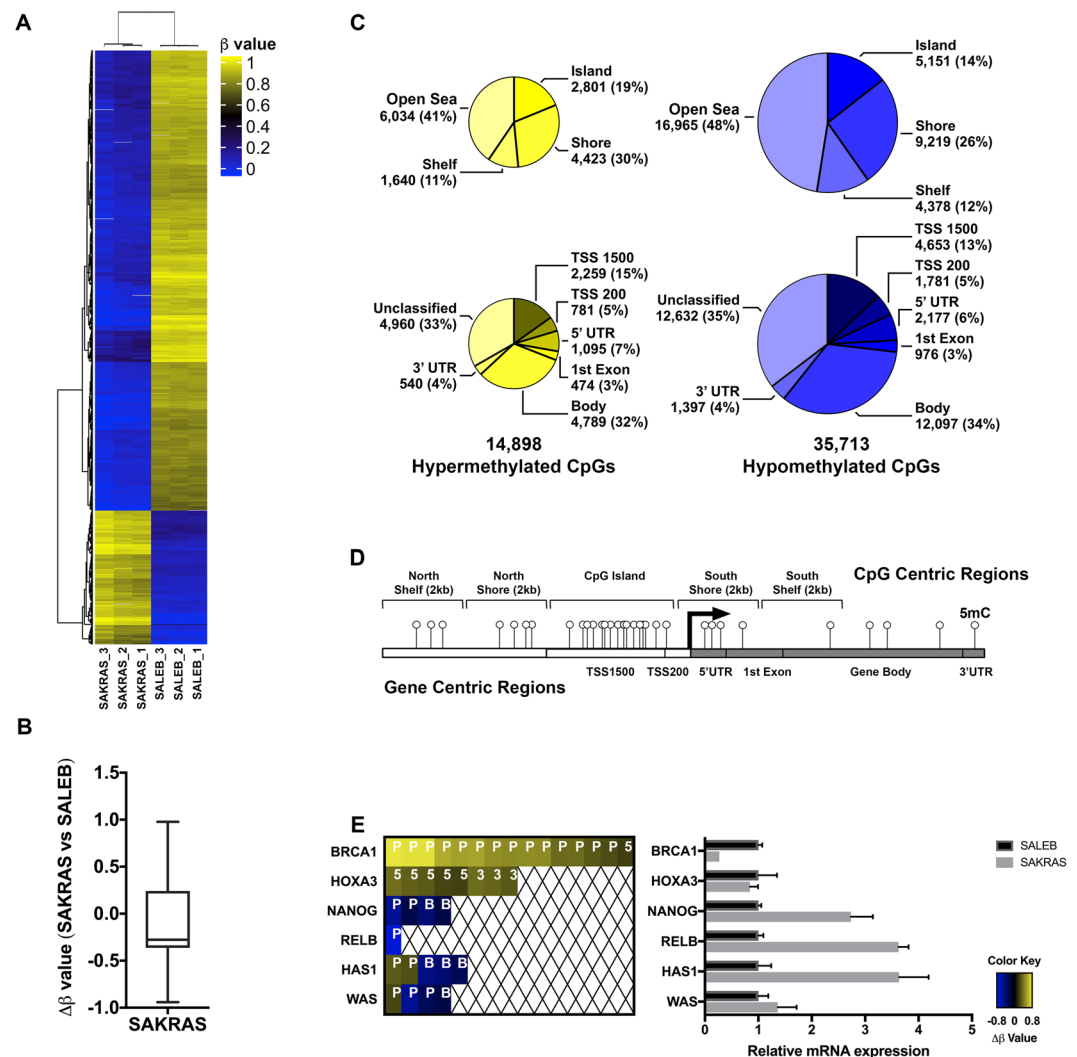 A
β value
1
0.8
0.6
0.4
0.2
0
SAKRAS_3
SAKRAS_2
SAKRAS_1
SALEB_3
SALEB_2
SALEB_1
B
Δβ value (SAKRAS vs SALEB)
1.5
1.0
0.5
0.0
-0.5
-1.0
SAKRAS
C
Island
2,801 (19%)
Open Sea
6,034 (41%)
Shore
4,423 (30%)
Shelf
1,640 (11%)
Island
5,151 (14%)
Open Sea
16,965 (48%)
Shore
9,219 (26%)
Shelf
4,378 (12%)
TSS 1500
2,259 (15%)
TSS 200
781 (5%)
Unclassified
4,960 (33%)
5' UTR
1,095 (7%)
1st Exon
474 (3%)
3' UTR
540 (4%)
Body
4,789 (32%)
14,898
Hypermethylated CpGs
TSS 1500
4,653 (13%)
TSS 200
1,781 (5%)
Unclassified
12,632 (35%)
5' UTR
2,177 (6%)
1st Exon
976 (3%)
3' UTR
1,397 (4%)
Body
12,097 (34%)
35,713
Hypomethylated CpGs
D
North
Shelf (2kb)
North
Shore (2kb)
CpG Island
South
Shore (2kb)
South
Shelf (2kb)
CpG Centric Regions
5mC
TSS1500
TSS200
5'UTR
1st Exon
Gene Body
3'UTR
Gene Centric Regions
E
BRCA1 P P P P P P P P P P P P P P 5
HOXA3 5 5 5 5 5 3 3 3
NANOG P P B B
RELB P
HAS1 P P B B B
WAS P P P B
BRCA1
HOXA3
NANOG
RELB
HAS1
WAS
0 1 2 3 4 5
Relative mRNA expression
SALEB
SAKRAS
Color Key
-0.8 0 0.8
Δβ Value